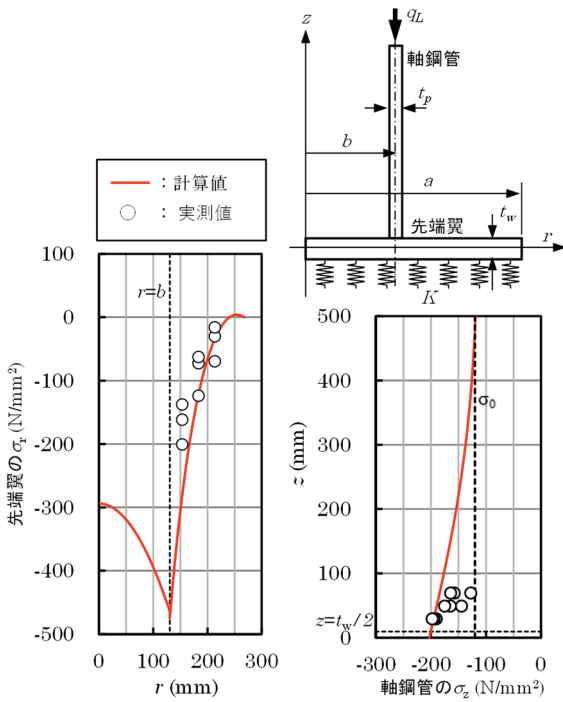 z
q_L
軸鋼管
t_p
b
a
t_w
先端翼
r
K
：計算値
： 実測値
100
0
-100
-200
-300
-400
-500
先端翼のσ_r (N/mm²)
r=b
0
100
200
300
r (mm)
500
400
300
200
100
0
z (mm)
σ₀
z=t_w/2
-300
-200
-100
0
軸鋼管のσ_z (N/mm²)